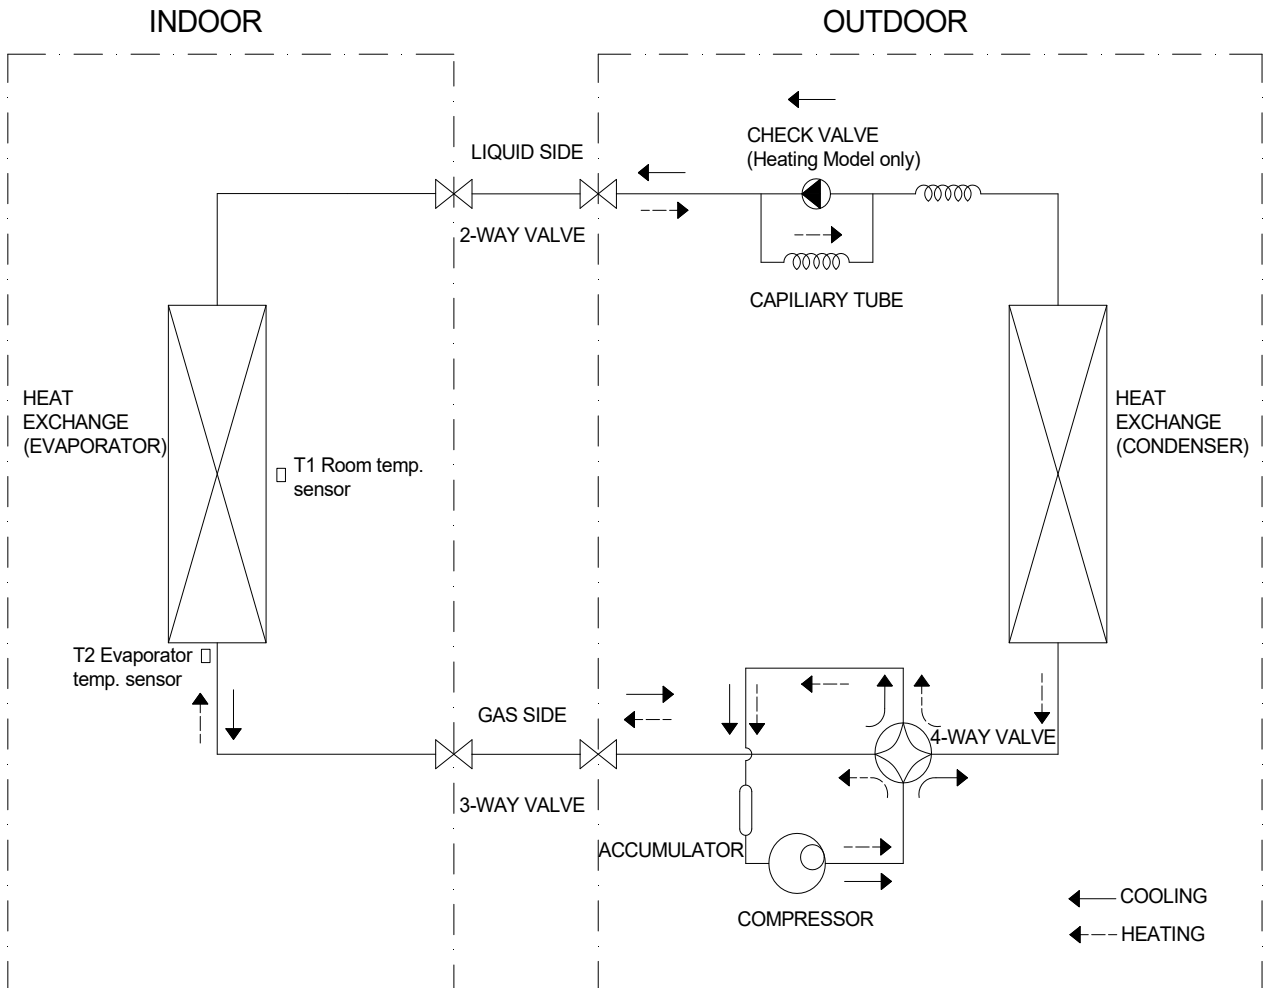 INDOOR
OUTDOOR
CHECK VALVE
(Heating Model only)
LIQUID SIDE
2-WAY VALVE
CAPILIARY TUBE
HEAT
EXCHANGE
(EVAPORATOR)
T1 Room temp.
sensor
HEAT
EXCHANGE
(CONDENSER)
T2 Evaporator
temp. sensor
GAS SIDE
4-WAY VALVE
3-WAY VALVE
ACCUMULATOR
COMPRESSOR
COOLING
HEATING